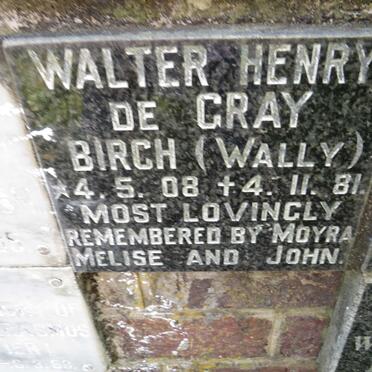 WALTER HENRY
DE GRAY
BIRCH (WALLY)
*4. 5. 08 + 4. 11. 81.
MOST LOVINGLY
REMEMBERED BY MOYRA
MELISE AND JOHN.